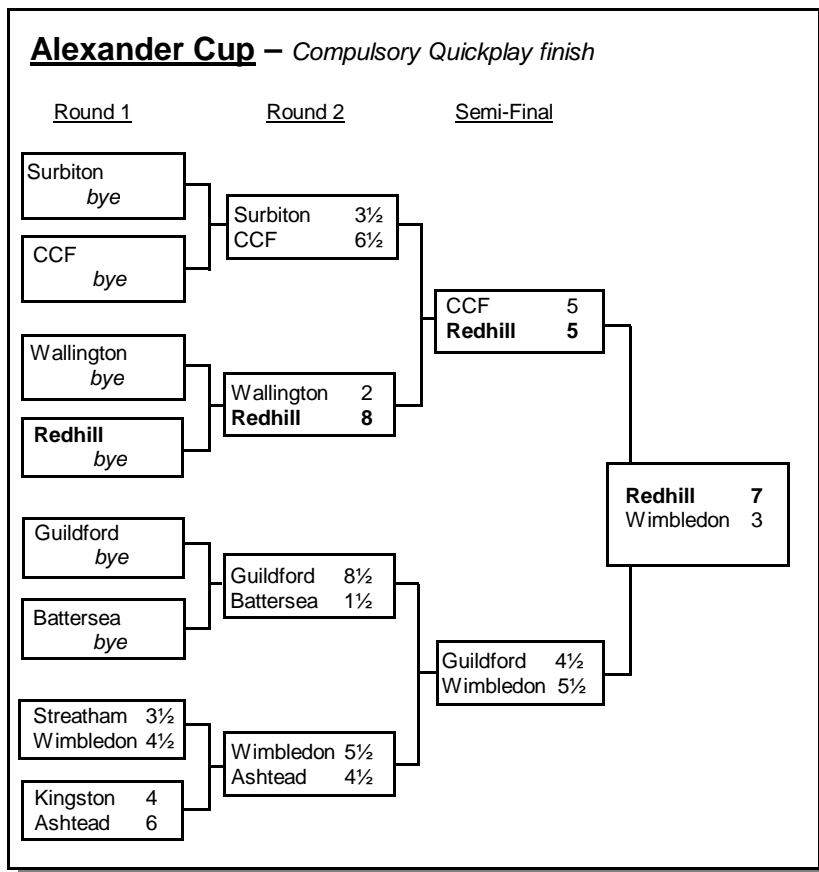 Alexander Cup – Compulsory Quickplay finish
Round 1 Round 2 Semi-Final
Surbiton
bye
CCF
bye
Wallington
bye
Redhill
bye
Guildford
bye
Battersea
bye
Streatham 3½
Wimbledon 4½
Kingston 4
Ashtead 6
Surbiton 3½
CCF 6½
Wallington 2
Redhill 8
Guildford 8½
Battersea 1½
Wimbledon 5½
Ashtead 4½
CCF 5
Redhill 5
Guildford 4½
Wimbledon 5½
Redhill 7
Wimbledon 3